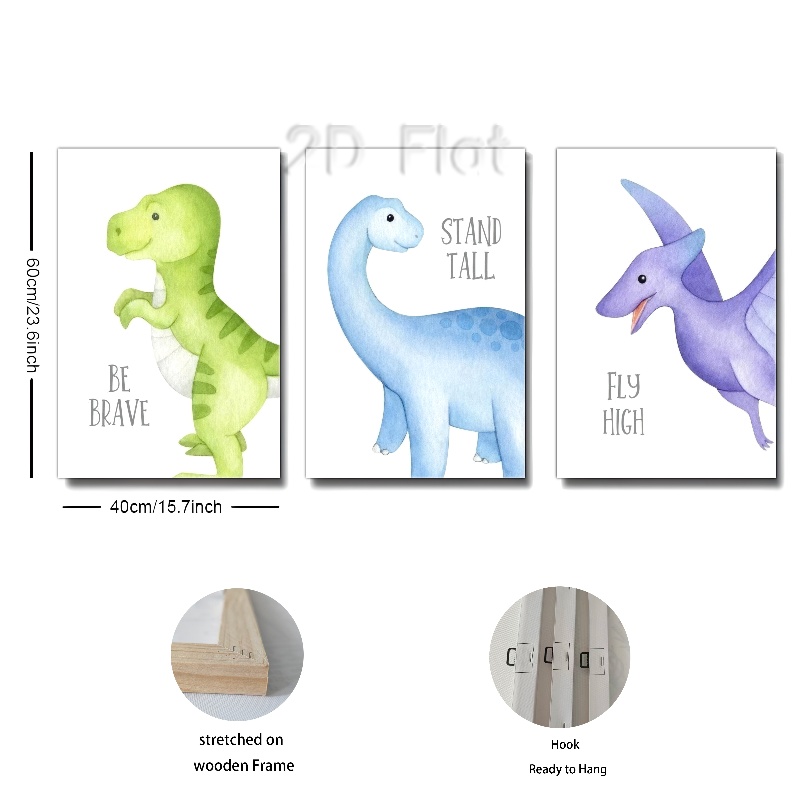 2D Flat
60cm/23.6inch
BE
BRAVE
STAND
TALL
FLY
HIGH
40cm/15.7inch
stretched on
wooden Frame
Hook
Ready to Hang